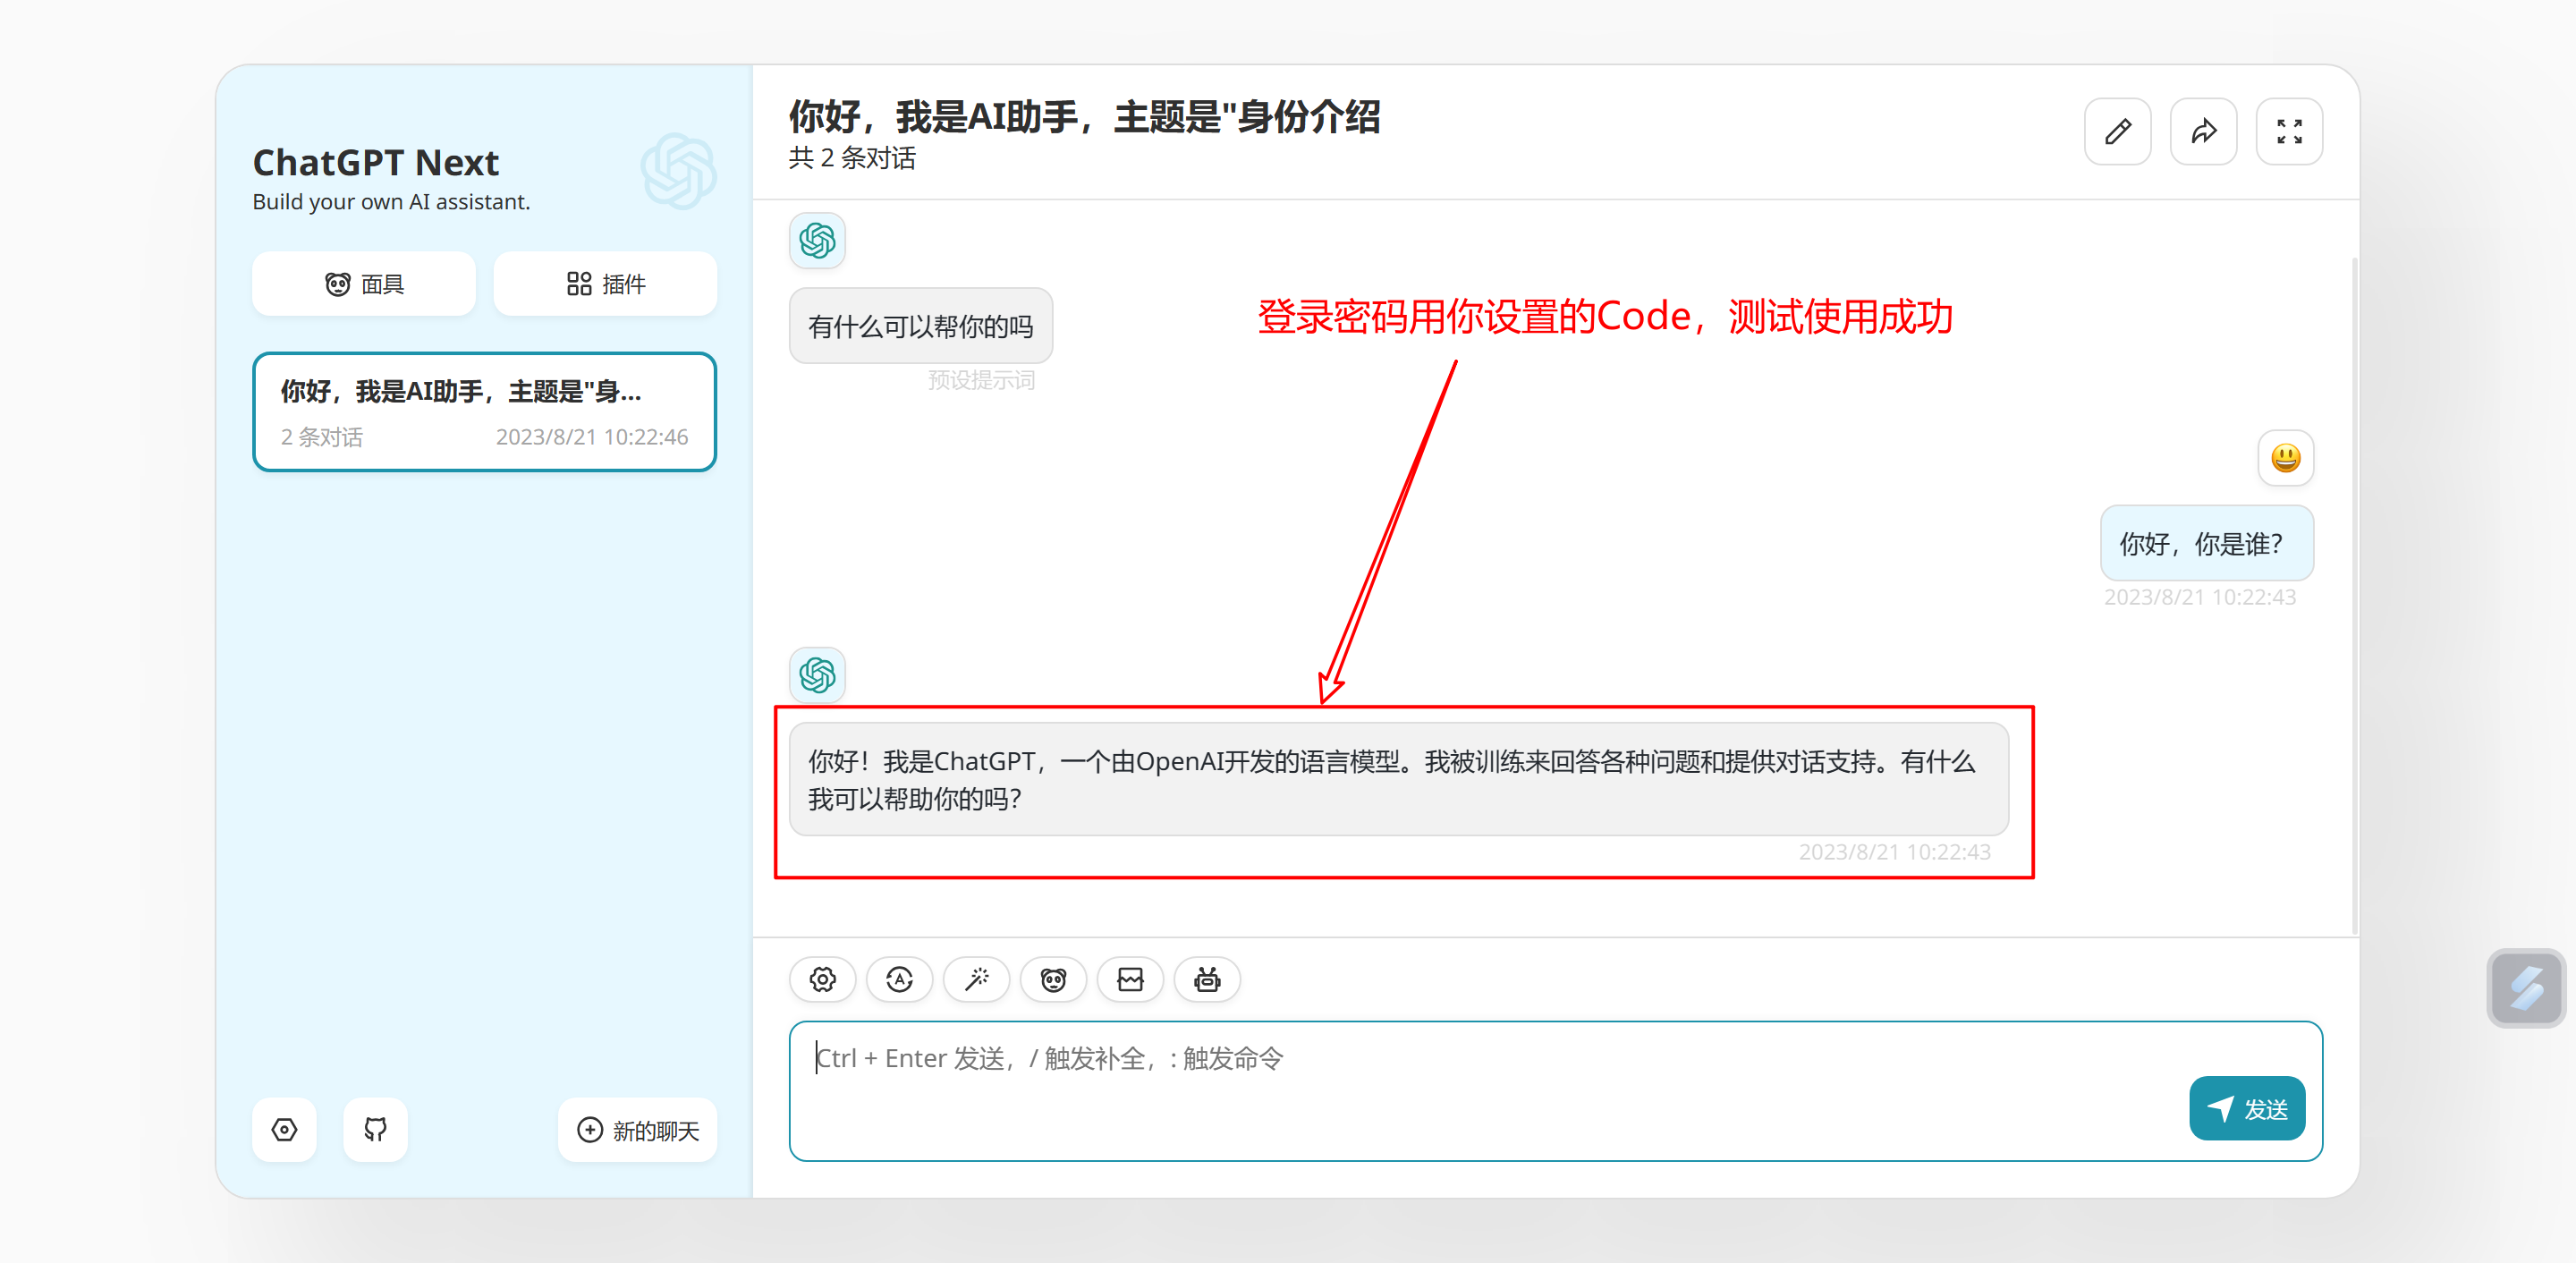 ChatGPT Next
Build your own AI assistant.
面具
插件
你好，我是AI助手，主题是"身...
2 条对话
2023/8/21 10:22:46
新的聊天
你好，我是AI助手，主题是"身份介绍
共 2 条对话
有什么可以帮你的吗
预设提示词
登录密码用你设置的Code，测试使用成功
你好，你是谁？
2023/8/21 10:22:43
你好！我是ChatGPT，一个由OpenAI开发的语言模型。我被训练来回答各种问题和提供对话支持。有什么
我可以帮助你的吗？
2023/8/21 10:22:43
Ctrl + Enter 发送，/ 触发补全，: 触发命令
发送